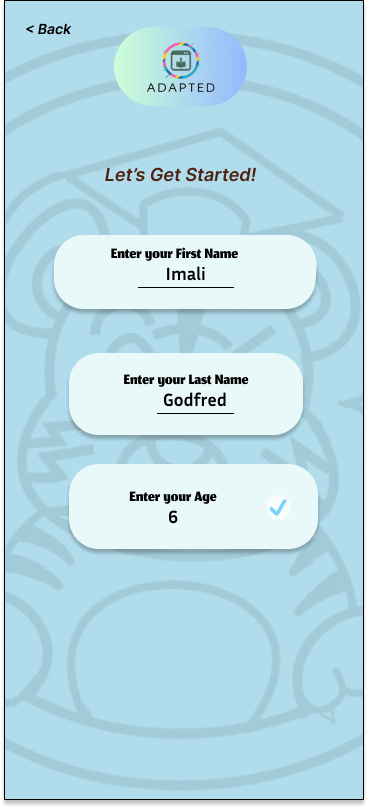 < Back
ADAPTED
Let's Get Started!
Enter your First Name
Imali
Enter your Last Name
Godfred
Enter your Age
6